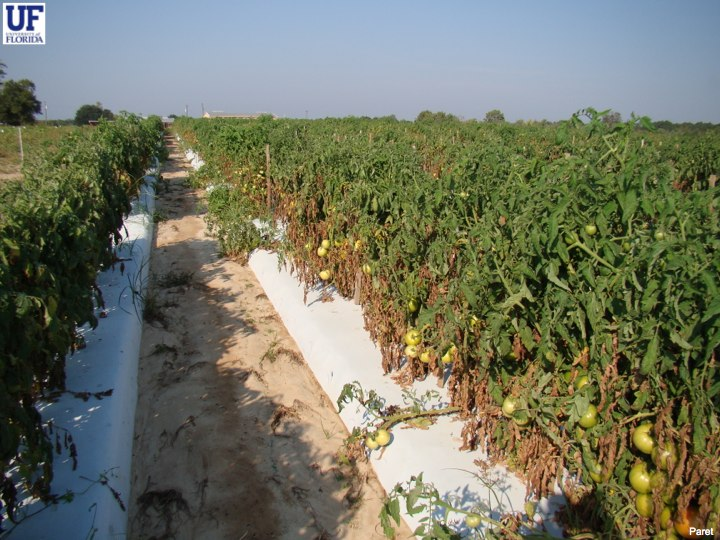 UF
UNIVERSITY of
FLORIDA
Paret